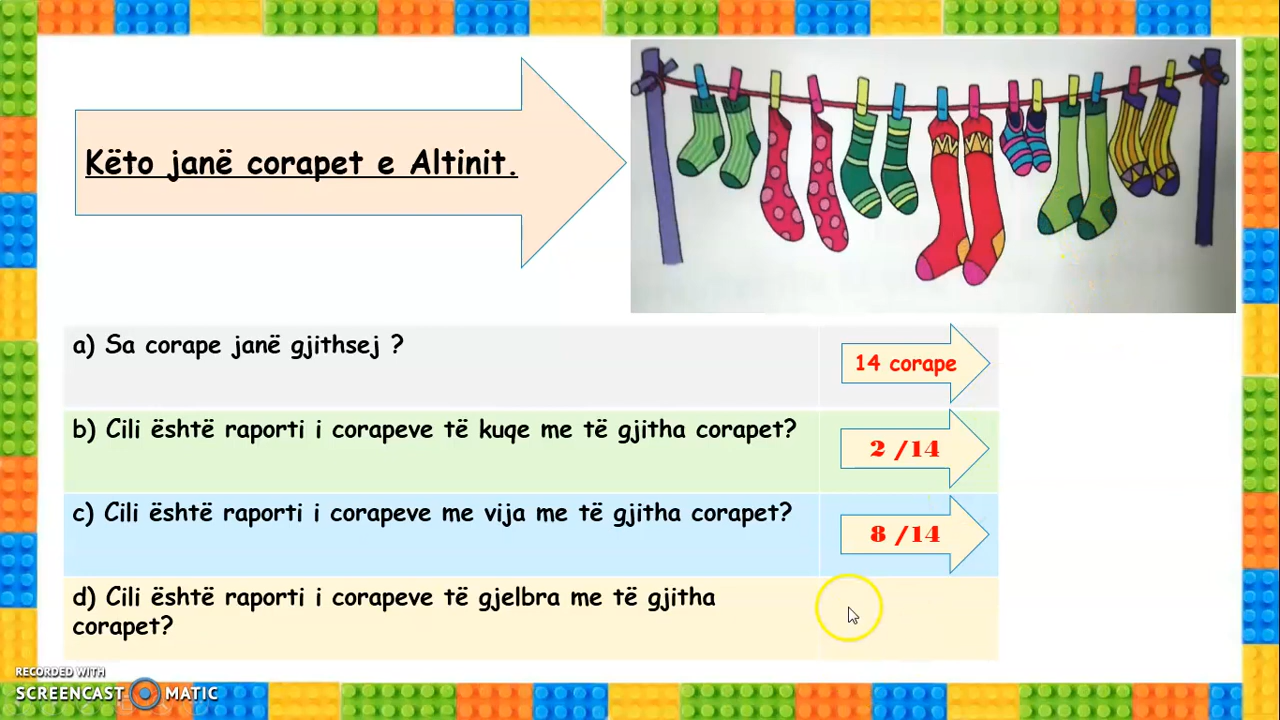 Këto janë corapet e Altinit.
a) Sa corape janë gjithsej ?
14 corape
b) Cili është raporti i corapeve të kuqe me të gjitha corapet?
2 /14
c) Cili është raporti i corapeve me vija me të gjitha corapet?
8 /14
d) Cili është raporti i corapeve të gjelbra me të gjitha
corapet?
RECORDED WITH
SCREENCAST MATIC